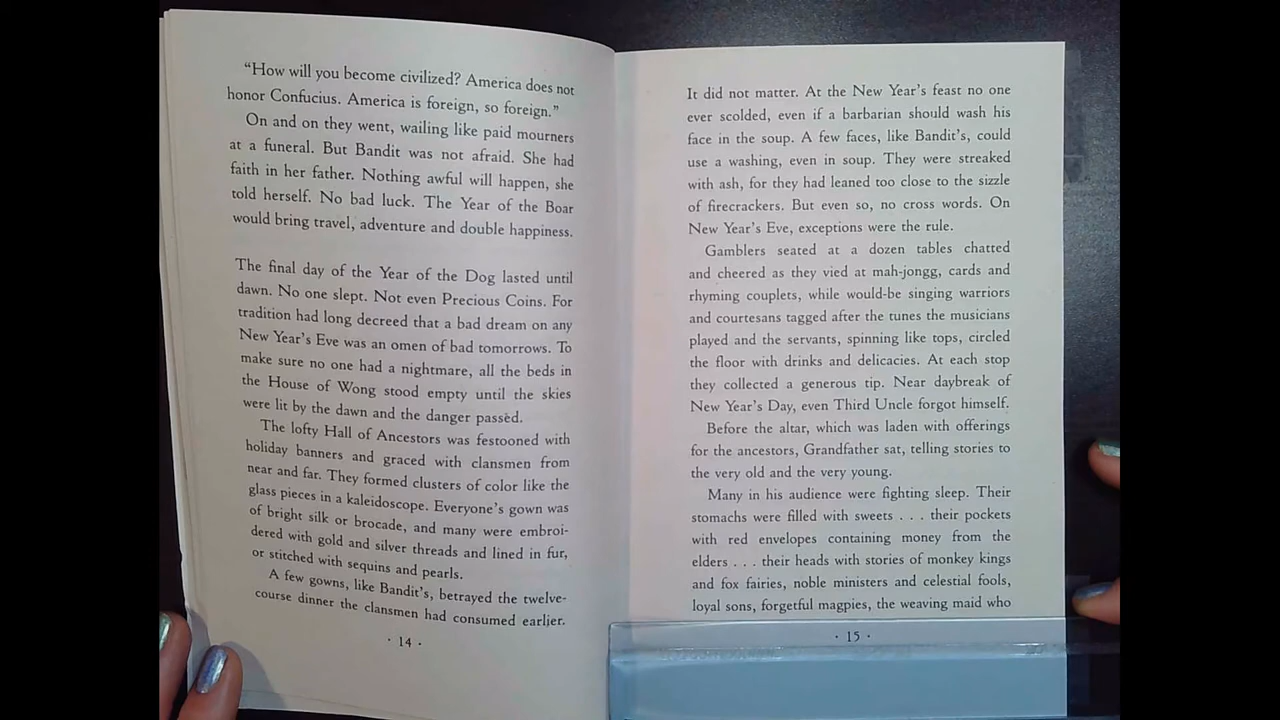 “How will you become civilized? America does not
honor Confucius. America is foreign, so foreign.”
On and on they went, wailing like paid mourners
at a funeral. But Bandit was not afraid. She had
faith in her father. Nothing awful will happen, she
told herself. No bad luck. The Year of the Boar
would bring travel, adventure and double happiness.
The final day of the Year of the Dog lasted until
dawn. No one slept. Not even Precious Coins. For
tradition had long decreed that a bad dream on any
New Year’s Eve was an omen of bad tomorrows. To
make sure no one had a nightmare, all the beds in
the House of Wong stood empty until the skies
were lit by the dawn and the danger passed.
The lofty Hall of Ancestors was festooned with
holiday banners and graced with clansmen from
near and far. They formed clusters of color like the
glass pieces in a kaleidoscope. Everyone’s gown was
of bright silk or brocade, and many were embroi-
dered with gold and silver threads and lined in fur,
or stitched with sequins and pearls.
A few gowns, like Bandit’s, betrayed the twelve-
course dinner the clansmen had consumed earlier.
· 14 ·
It did not matter. At the New Year’s feast no one
ever scolded, even if a barbarian should wash his
face in the soup. A few faces, like Bandit’s, could
use a washing, even in soup. They were streaked
with ash, for they had leaned too close to the sizzle
of firecrackers. But even so, no cross words. On
New Year’s Eve, exceptions were the rule.
Gamblers seated at a dozen tables chatted
and cheered as they vied at mah-jongg, cards and
rhyming couplets, while would-be singing warriors
and courtesans tagged after the tunes the musicians
played and the servants, spinning like tops, circled
the floor with drinks and delicacies. At each stop
they collected a generous tip. Near daybreak of
New Year’s Day, even Third Uncle forgot himself.
Before the altar, which was laden with offerings
for the ancestors, Grandfather sat, telling stories to
the very old and the very young.
Many in his audience were fighting sleep. Their
stomachs were filled with sweets . . . their pockets
with red envelopes containing money from the
elders . . . their heads with stories of monkey kings
and fox fairies, noble ministers and celestial fools,
loyal sons, forgetful magpies, the weaving maid who
· 15 ·